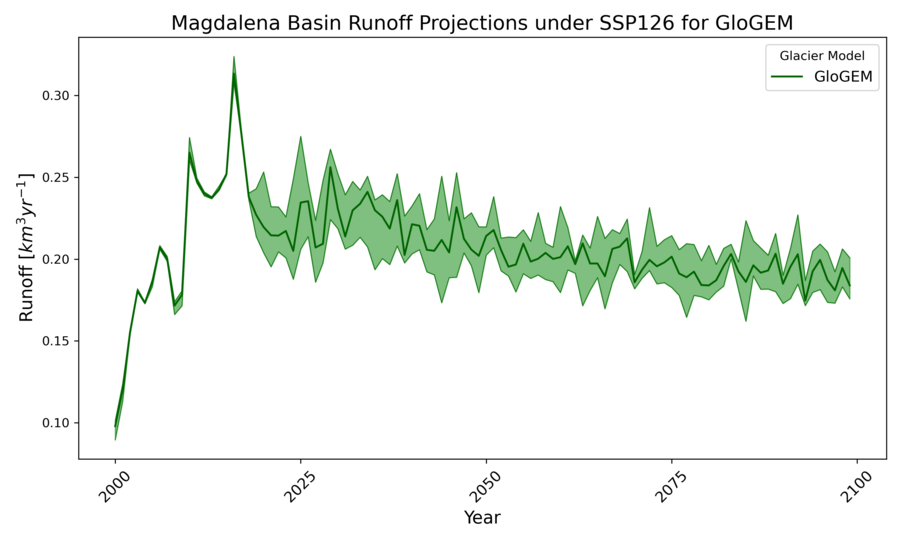 Magdalena Basin Runoff Projections under SSP126 for GloGEM
Glacier Model
GloGEM
Runoff [km³yr⁻¹]
0.30
0.25
0.20
0.15
0.10
2000 2025 2050 2075 2100
Year